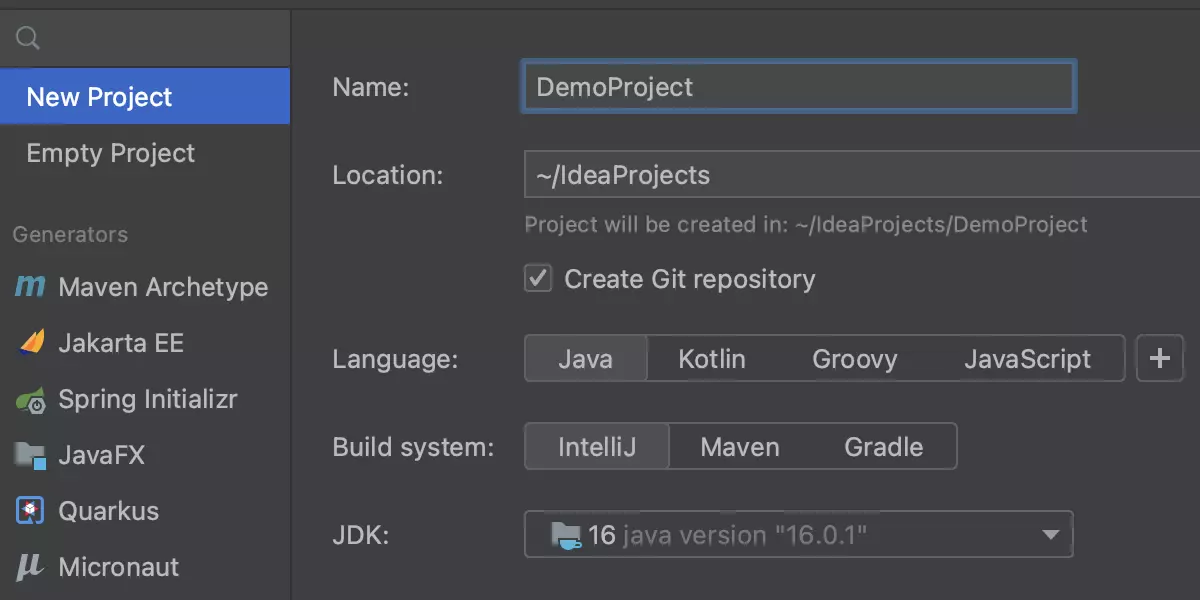 New Project
Empty Project
Generators
Maven Archetype
Jakarta EE
Spring Initializr
JavaFX
Quarkus
Micronaut
Name: DemoProject
Location: ~/IdeaProjects
Project will be created in: ~/IdeaProjects/DemoProject
Create Git repository
Language: Java Kotlin Groovy JavaScript +
Build system: IntelliJ Maven Gradle
JDK: 16 java version "16.0.1"